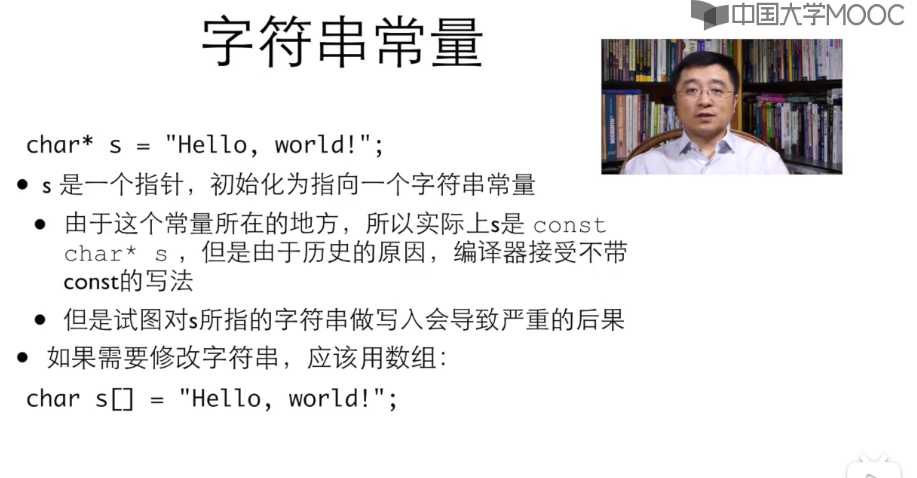 中国大学MOOC
字符串常量
char* s = "Hello, world!";
• s 是一个指针，初始化为指向一个字符串常量
• 由于这个常量所在的地方，所以实际上s是 const
char* s ，但是由于历史的原因，编译器接受不带
const的写法
• 但是试图对s所指的字符串做写入会导致严重的后果
• 如果需要修改字符串，应该用数组：
char s[] = "Hello, world!";